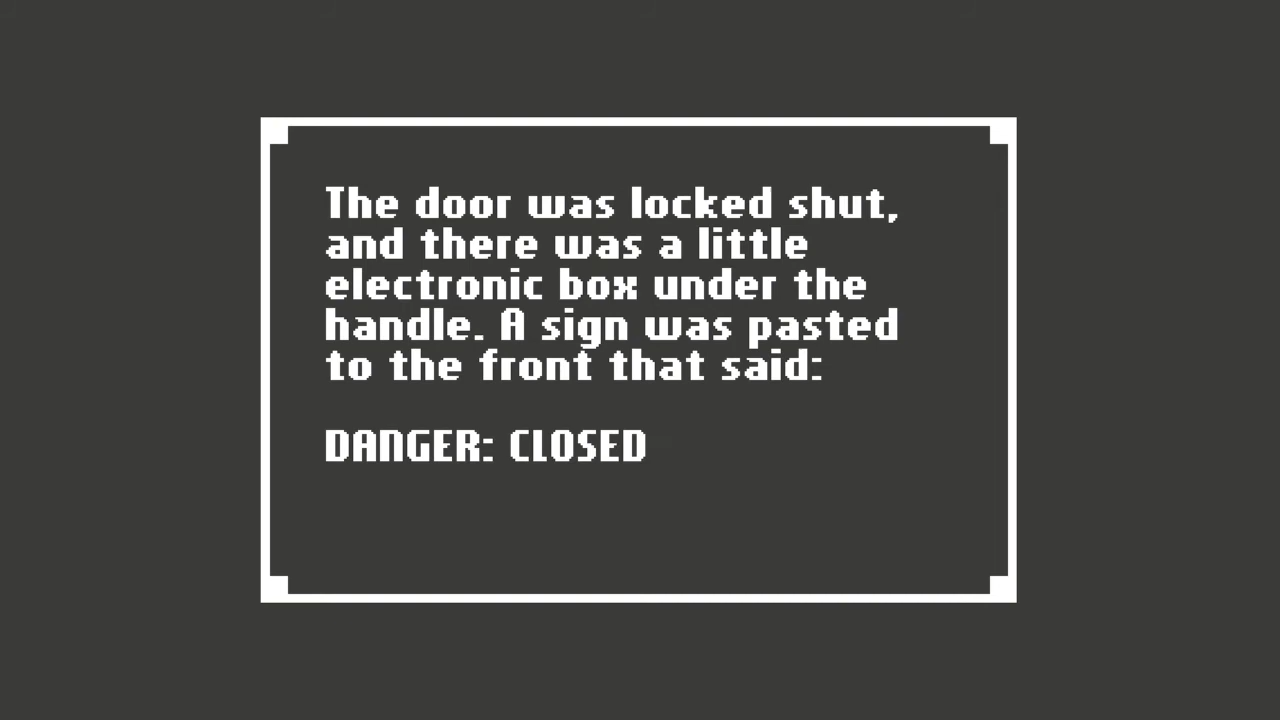 The door was locked shut,
and there was a little
electronic box under the
handle. A sign was pasted
to the front that said:
DANGER: CLOSED